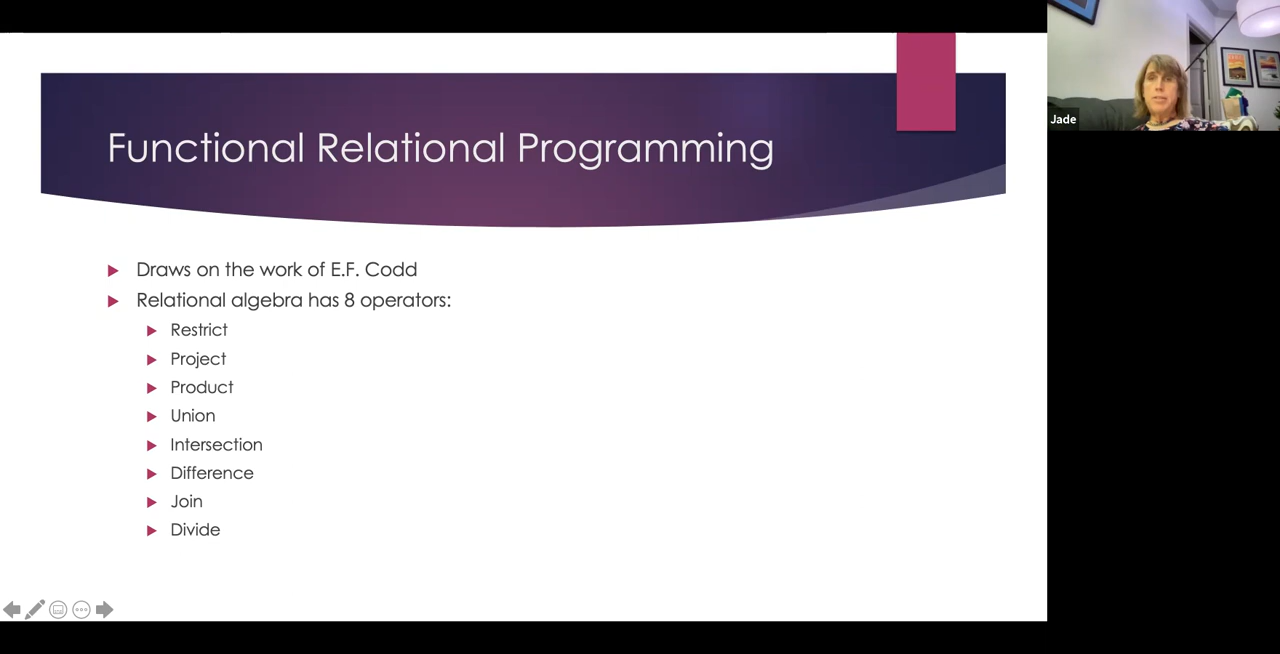 Functional Relational Programming
Draws on the work of E.F. Codd
Relational algebra has 8 operators:
Restrict
Project
Product
Union
Intersection
Difference
Join
Divide
Jade